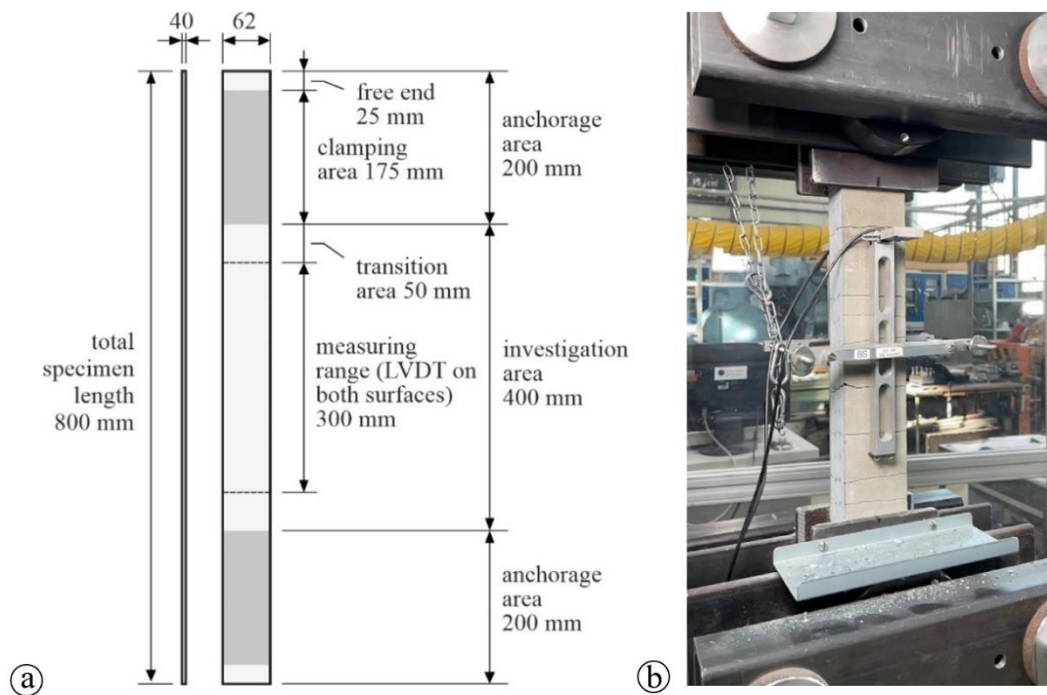 40
62
free end
25 mm
clamping
area 175 mm
anchorage
area
200 mm
transition
area 50 mm
total
specimen
length
800 mm
measuring
range (LVDT on
both surfaces)
300 mm
investigation
area
400 mm
anchorage
area
200 mm
a
b